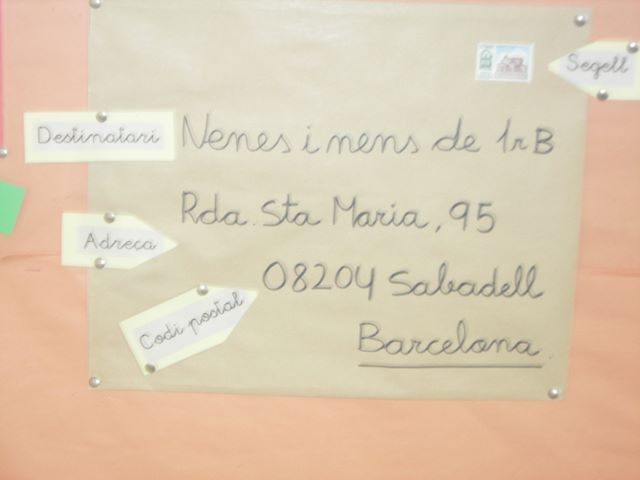 Segell
Destinatari
Nenes i nens de 1r B
Adreça
Rda. Sta Maria, 95
08204 Sabadell
Codi postal
Barcelona.